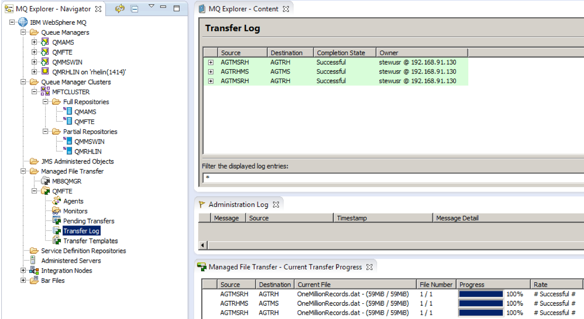 MQ Explorer - Navigator
IBM WebSphere MQ
Queue Managers
QMAMS
QMFTE
QMMSWIN
QMRHLIN on 'rhelin(1414)'
Queue Manager Clusters
MFTCLUSTER
Full Repositories
QMAMS
QMFTE
Partial Repositories
QMMSWIN
QMRHLIN
JMS Administered Objects
Managed File Transfer
MB8QMGR
QMFTE
Agents
Monitors
Pending Transfers
Transfer Log
Transfer Templates
Service Definition Repositories
Administered Servers
Integration Nodes
Bar Files
MQ Explorer - Content
Transfer Log
Source Destination Completion State Owner
AGTMSRH AGTRH Successful stewusr @ 192.168.91.130
AGTRHMS AGTMS Successful stewusr @ 192.168.91.130
AGTMSRH AGTRH Successful stewusr @ 192.168.91.130
Filter the displayed log entries:
*
Administration Log
Message Source Timestamp Message Detail
Managed File Transfer - Current Transfer Progress
Source Destination Current File File Number Progress Rate
AGTMSRH AGTRH OneMillionRecords.dat - (59MiB / 59MiB) 1 / 1 100% # Successful #
AGTRHMS AGTMS OneMillionRecords.dat - (59MiB / 59MiB) 1 / 1 100% # Successful #
AGTMSRH AGTRH OneMillionRecords.dat - (59MiB / 59MiB) 1 / 1 100% # Successful #